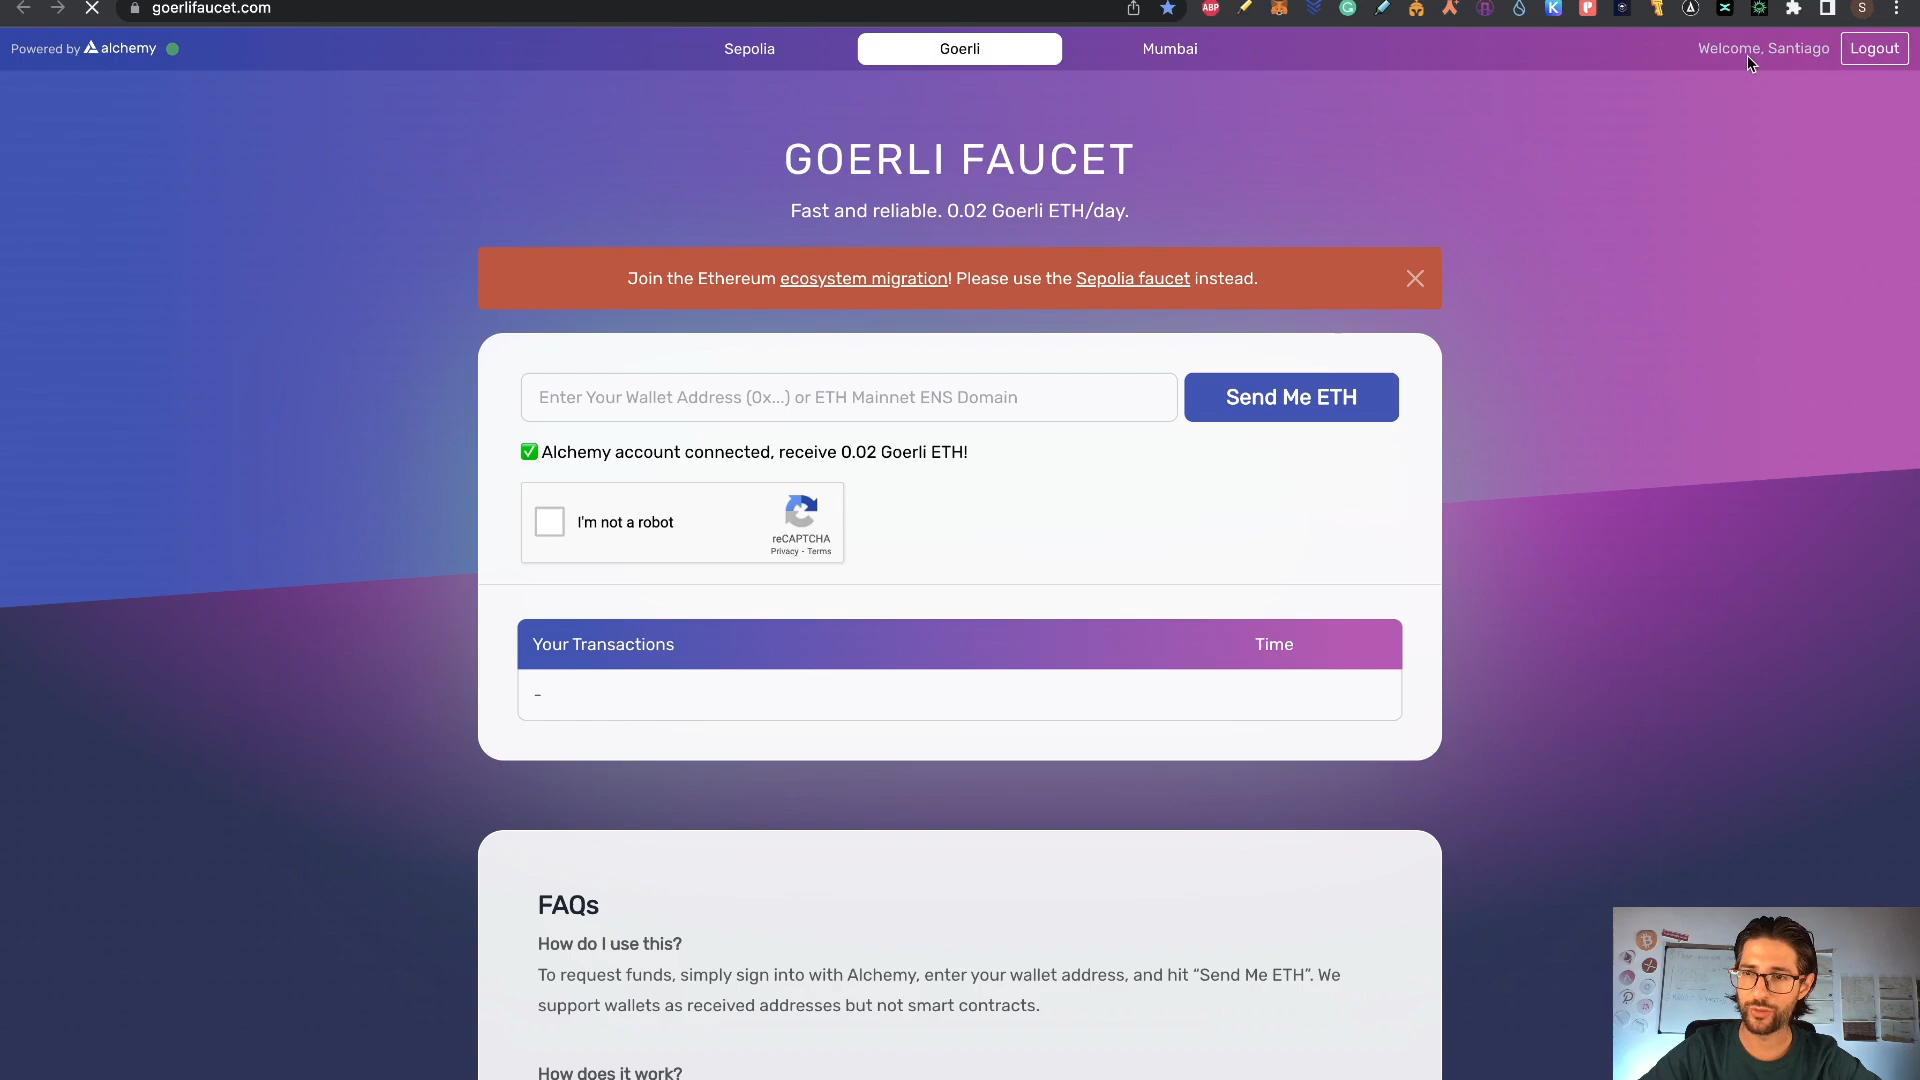 goerlifaucet.com
ABP
S
Powered by alchemy
Sepolia
Goerli
Mumbai
Welcome, Santiago
Logout
GOERLI FAUCET
Fast and reliable. 0.02 Goerli ETH/day.
Join the Ethereum ecosystem migration! Please use the Sepolia faucet instead.
Enter Your Wallet Address (0x...) or ETH Mainnet ENS Domain
Send Me ETH
Alchemy account connected, receive 0.02 Goerli ETH!
I'm not a robot
reCAPTCHA
Privacy - Terms
Your Transactions
Time
-
FAQs
How do I use this?
To request funds, simply sign into with Alchemy, enter your wallet address, and hit “Send Me ETH”. We
support wallets as received addresses but not smart contracts.
How does it work?